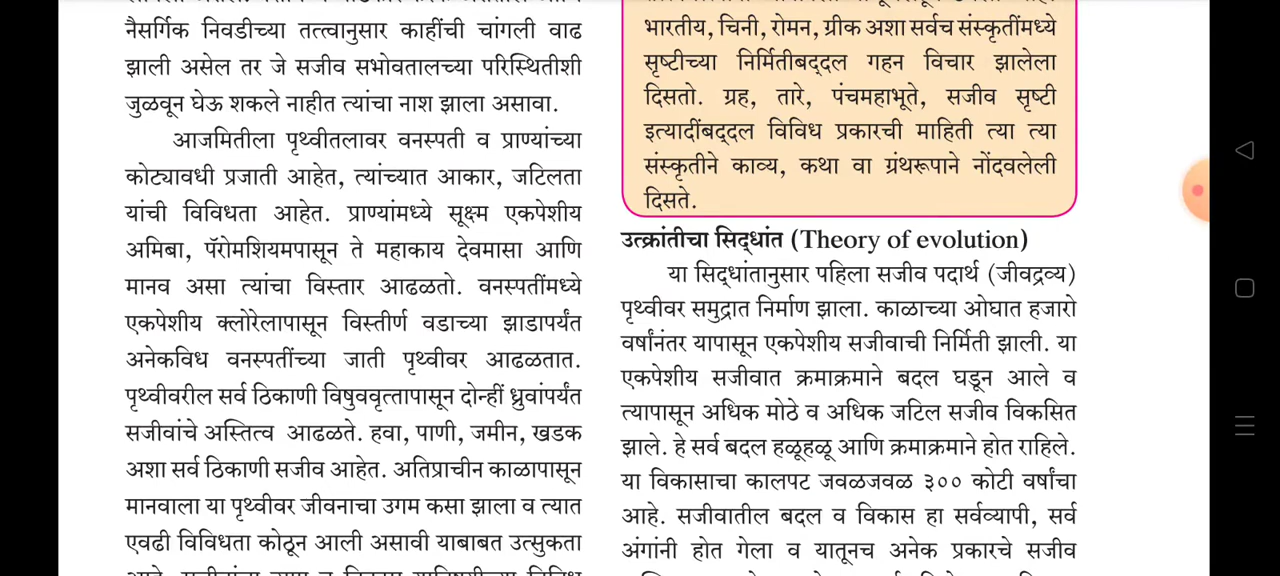 नैसर्गिक निवडीच्या तत्त्वानुसार काहींची चांगली वाढ
झाली असेल तर जे सजीव सभोवतालच्या परिस्थितीशी
जुळवून घेऊ शकले नाहीत त्यांचा नाश झाला असावा.
आजमितीला पृथ्वीतलावर वनस्पती व प्राण्यांच्या
कोट्यावधी प्रजाती आहेत, त्यांच्यात आकार, जटिलता
यांची विविधता आहेत. प्राण्यांमध्ये सूक्ष्म एकपेशीय
अमिबा, पॅरोमशियमपासून ते महाकाय देवमासा आणि
मानव असा त्यांचा विस्तार आढळतो. वनस्पतींमध्ये
एकपेशीय क्लोरेलापासून विस्तीर्ण वडाच्या झाडापर्यंत
अनेकविध वनस्पतींच्या जाती पृथ्वीवर आढळतात.
पृथ्वीवरील सर्व ठिकाणी विषुववृत्तापासून दोन्हीं ध्रुवांपर्यंत
सजीवांचे अस्तित्व आढळते. हवा, पाणी, जमीन, खडक
अशा सर्व ठिकाणी सजीव आहेत. अतिप्राचीन काळापासून
मानवाला या पृथ्वीवर जीवनाचा उगम कसा झाला व त्यात
एवढी विविधता कोठून आली असावी याबाबत उत्सुकता
भारतीय, चिनी, रोमन, ग्रीक अशा सर्वच संस्कृतींमध्ये
सृष्टीच्या निर्मितीबद्दल गहन विचार झालेला
दिसतो. ग्रह, तारे, पंचमहाभूते, सजीव सृष्टी
इत्यादींबद्दल विविध प्रकारची माहिती त्या त्या
संस्कृतीने काव्य, कथा वा ग्रंथरूपाने नोंदवलेली
दिसते.
उत्क्रांतीचा सिद्धांत (Theory of evolution)
या सिद्धांतानुसार पहिला सजीव पदार्थ (जीवद्रव्य)
पृथ्वीवर समुद्रात निर्माण झाला. काळाच्या ओघात हजारो
वर्षांनंतर यापासून एकपेशीय सजीवाची निर्मिती झाली. या
एकपेशीय सजीवात क्रमाक्रमाने बदल घडून आले व
त्यापासून अधिक मोठे व अधिक जटिल सजीव विकसित
झाले. हे सर्व बदल हळूहळू आणि क्रमाक्रमाने होत राहिले.
या विकासाचा कालपट जवळजवळ ३०० कोटी वर्षांचा
आहे. सजीवातील बदल व विकास हा सर्वव्यापी, सर्व
अंगांनी होत गेला व यातूनच अनेक प्रकारचे सजीव